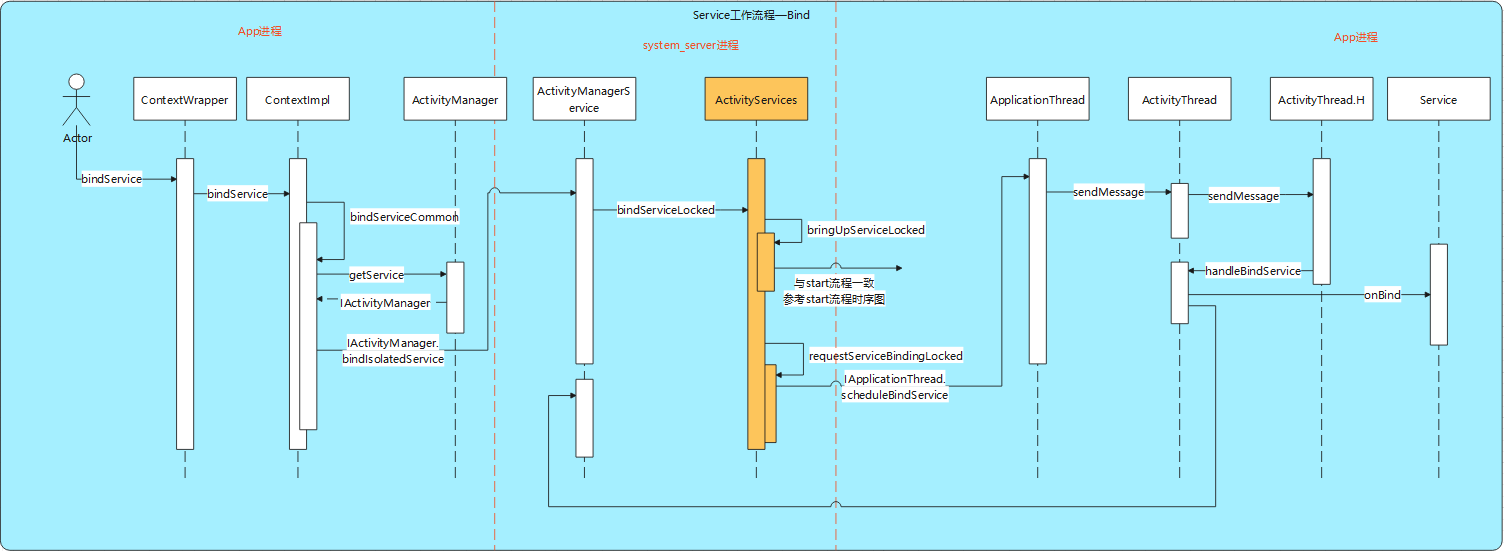 Service工作流程—Bind
App进程
system_server进程
App进程
Actor
ContextWrapper
ContextImpl
ActivityManager
ActivityManagerS
ervice
ActivityServices
ApplicationThread
ActivityThread
ActivityThread.H
Service
bindService
bindService
bindServiceCommon
getService
IActivityManager
IActivityManager.
bindIsolatedService
bindServiceLocked
bringUpServiceLocked
与start流程一致
参考start流程时序图
requestServiceBindingLocked
IApplicationThread.
scheduleBindService
sendMessage
sendMessage
handleBindService
onBind